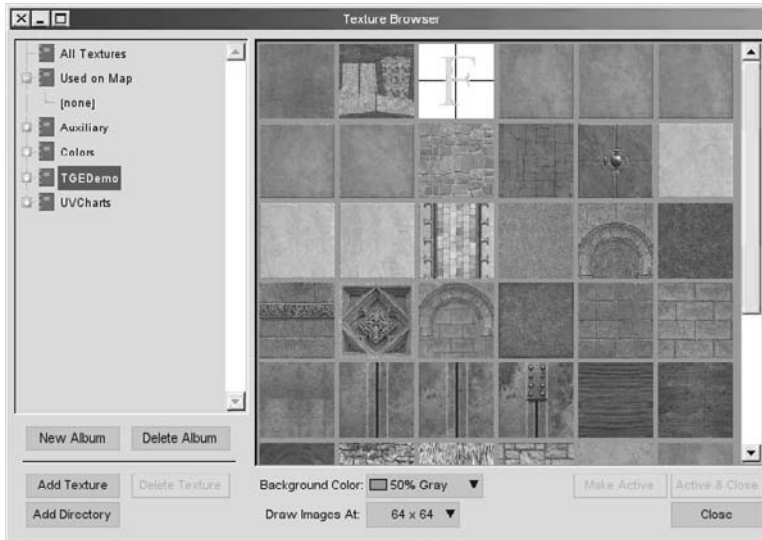 Texture Browser
All Textures
Used on Map
[none]
Auxiliary
Colors
TGEDemo
UVCharts
F
New Album
Delete Album
Add Texture
Delete Texture
Add Directory
Background Color: 50% Gray
Draw Images At: 64 x 64
Make Active
Active & Close
Close